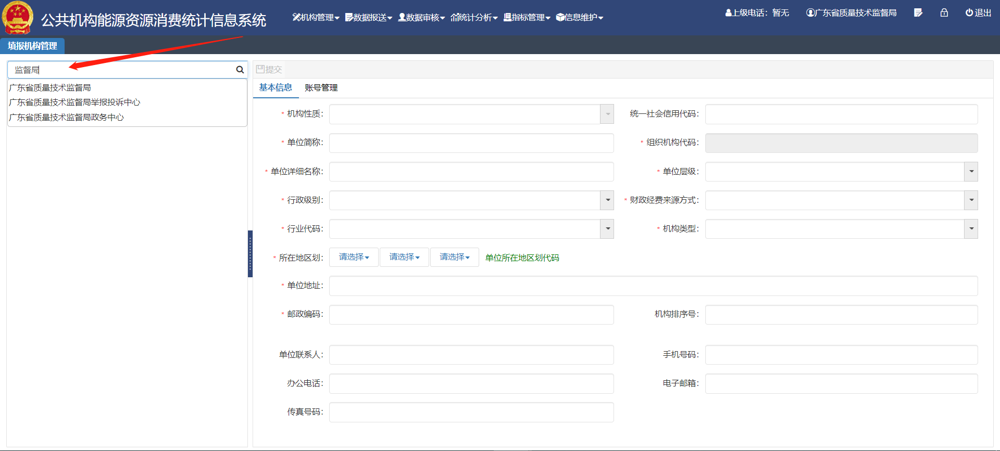 公共机构能源资源消费统计信息系统
机构管理 数据报送 数据审核 统计分析 指标管理 信息维护
上级电话：暂无 广东省质量技术监督局 退出
填报机构管理
监督局
广东省质量技术监督局
广东省质量技术监督局举报投诉中心
广东省质量技术监督局政务中心
提交
基本信息 账号管理
* 机构性质： 统一社会信用代码：
* 单位简称： * 组织机构代码：
* 单位详细名称： * 单位层级：
* 行政级别： * 财政经费来源方式：
* 行业代码： * 机构类型：
* 所在地区划： 请选择 请选择 请选择 单位所在地区划代码
* 单位地址：
* 邮政编码： 机构排序号：
单位联系人： 手机号码：
办公电话： 电子邮箱：
传真号码：